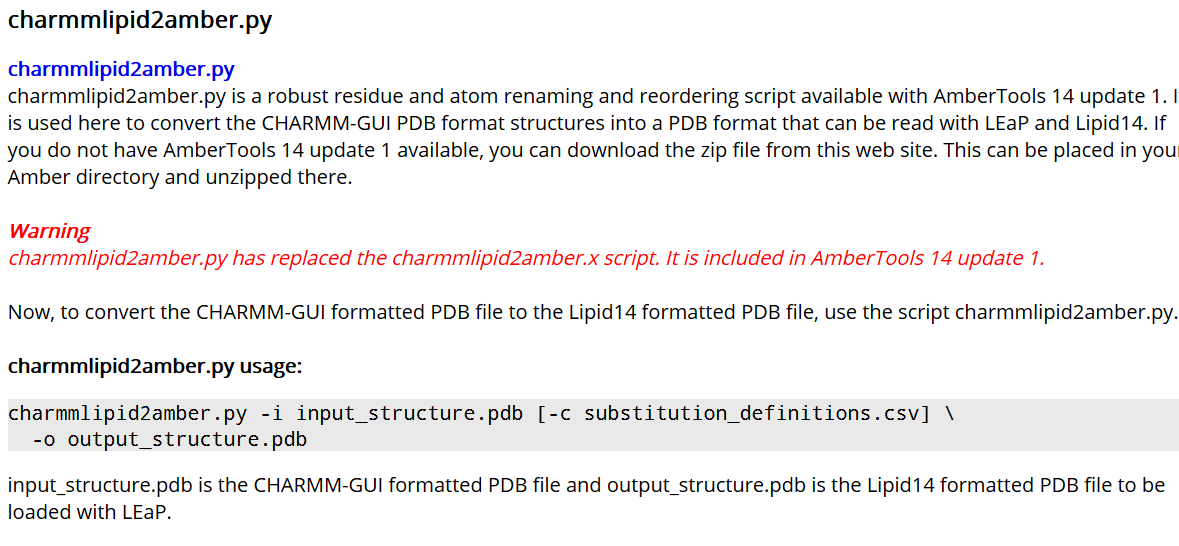 charmmlipid2amber.py
charmmlipid2amber.py
charmmlipid2amber.py is a robust residue and atom renaming and reordering script available with AmberTools 14 update 1. I
is used here to convert the CHARMM-GUI PDB format structures into a PDB format that can be read with LEaP and Lipid14. If
you do not have AmberTools 14 update 1 available, you can download the zip file from this web site. This can be placed in you
Amber directory and unzipped there.
Warning
charmmlipid2amber.py has replaced the charmmlipid2amber.x script. It is included in AmberTools 14 update 1.
Now, to convert the CHARMM-GUI formatted PDB file to the Lipid14 formatted PDB file, use the script charmmlipid2amber.py.
charmmlipid2amber.py usage:
charmmlipid2amber.py -i input_structure.pdb [-c substitution_definitions.csv] \
-o output_structure.pdb
input_structure.pdb is the CHARMM-GUI formatted PDB file and output_structure.pdb is the Lipid14 formatted PDB file to be
loaded with LEaP.